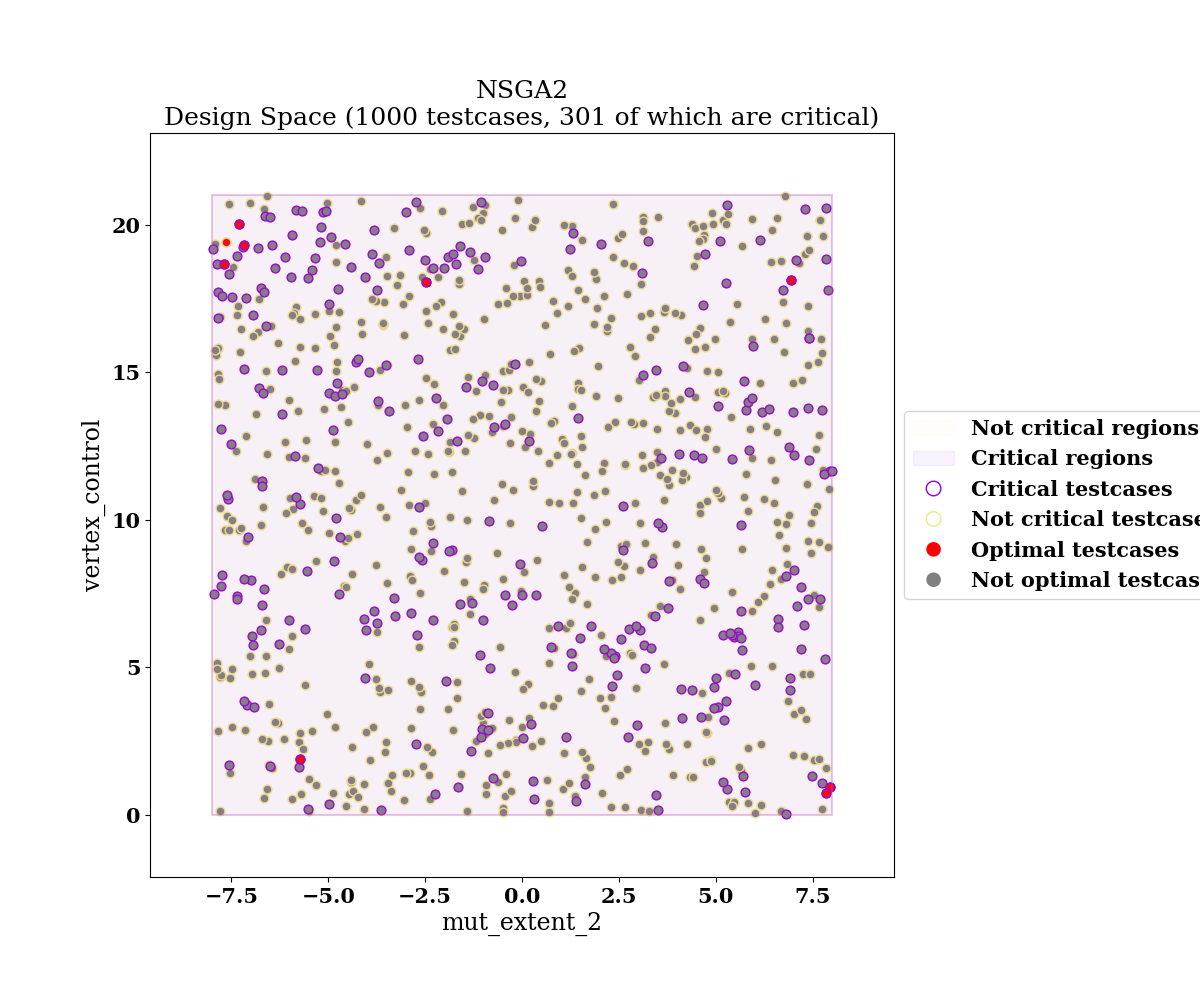 NSGA2
Design Space (1000 testcases, 301 of which are critical)
20
15
10
5
0
vertex_control
−7.5 −5.0 −2.5 0.0 2.5 5.0 7.5
mut_extent_2
Not critical regions
Critical regions
Critical testcases
Not critical testcase
Optimal testcases
Not optimal testcas